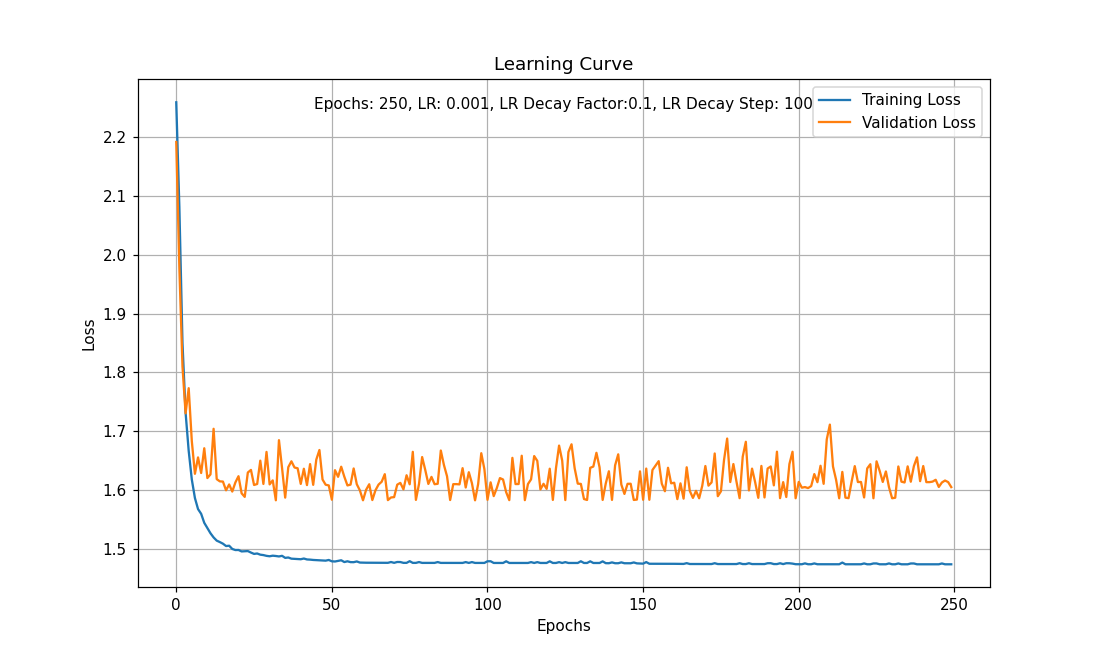 Learning Curve
Epochs: 250, LR: 0.001, LR Decay Factor:0.1, LR Decay Step: 100
Training Loss
Validation Loss
2.2
2.1
2.0
1.9
1.8
1.7
1.6
1.5
Loss
0 50 100 150 200 250
Epochs